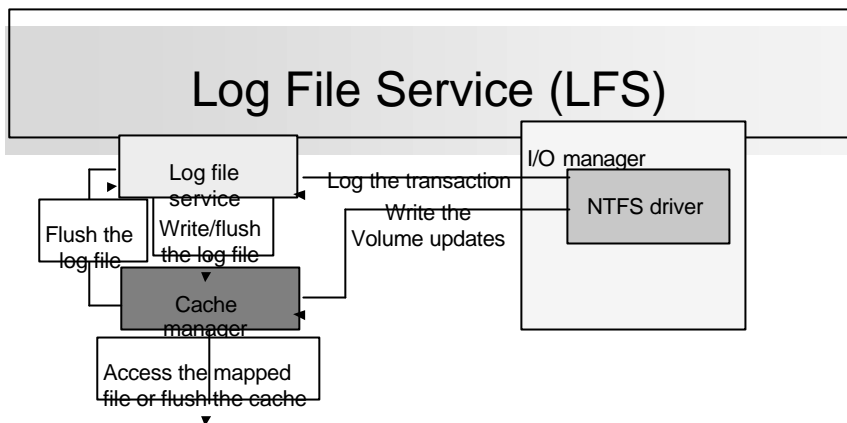 Log File Service (LFS)
I/O manager
Log file
service
Log the transaction
NTFS driver
Write the
Volume updates
Flush the
log file
Write/flush
the log file
Cache
manager
Access the mapped
file or flush the cache